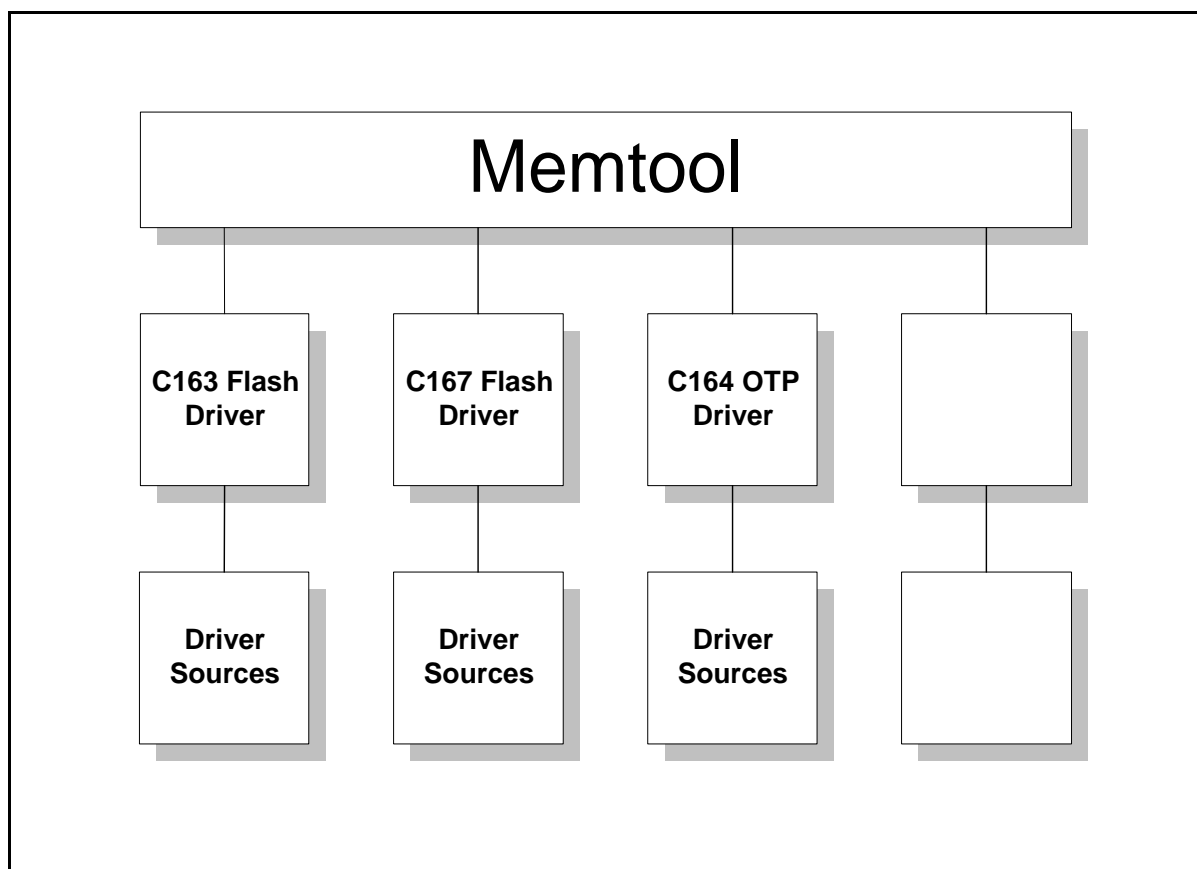 Memtool
C163 Flash
Driver
C167 Flash
Driver
C164 OTP
Driver
Driver
Sources
Driver
Sources
Driver
Sources